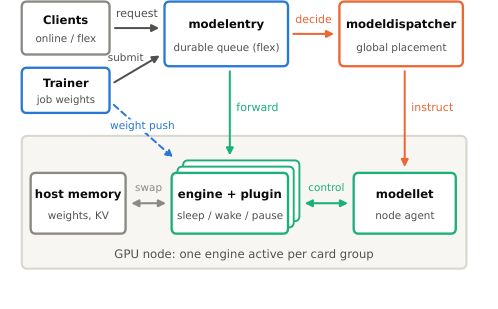 Clients
online / flex
request
modelentry
durable queue (flex)
decide
modeldispatcher
global placement
submit
Trainer
job weights
weight push
forward
instruct
host memory
weights, KV
swap
engine + plugin
sleep / wake / pause
control
modellet
node agent
GPU node: one engine active per card group